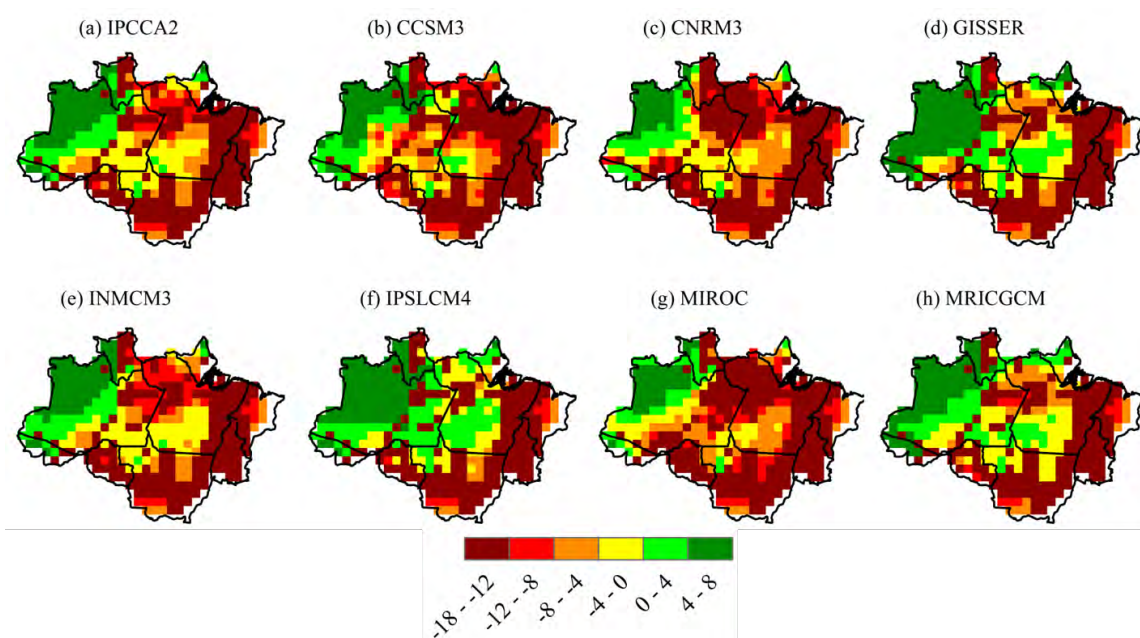 (a) IPCCA2
(b) CCSM3
(c) CNRM3
(d) GISSER
(e) INMCM3
(f) IPSLCM4
(g) MIROC
(h) MRICGCM
-18 - -12
-12 - -8
-8 - -4
-4 - 0
0 - 4
4 - 8